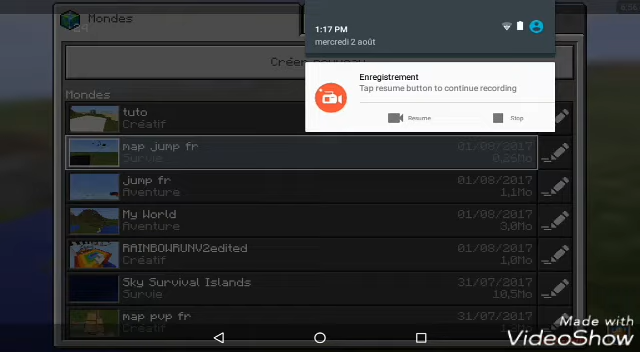 Mondes
1:17 PM
mercredi 2 août
Créer
Enregistrement
Tap resume button to continue recording
Resume
Stop
Mondes
tuto
Créatif
map jump fr
01/08/2017
Survie
0,26Mo
jump fr
01/08/2017
Aventure
1,1Mo
My World
01/08/2017
Aventure
3,0Mo
RAINBOWRUNV2edited
01/08/2017
Créatif
1,0Mo
Sky Survival Islands
31/07/2017
Survie
10,5Mo
map pvp fr
31/07/2017
Made with
VideoShow